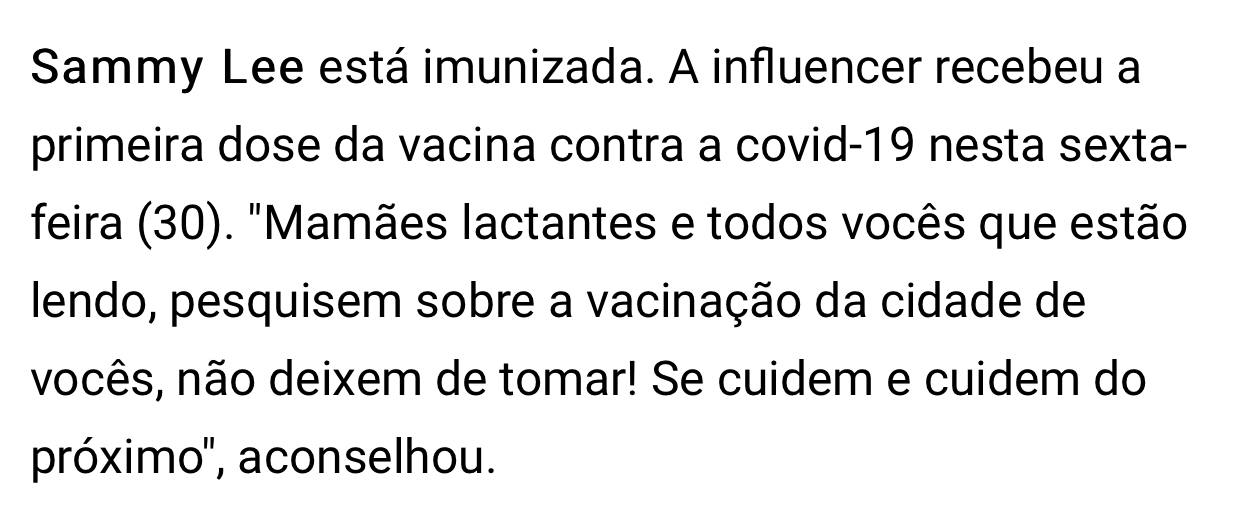 Sammy Lee está imunizada. A influencer recebeu a
primeira dose da vacina contra a covid-19 nesta sexta-
feira (30). "Mamães lactantes e todos vocês que estão
lendo, pesquisem sobre a vacinação da cidade de
vocês, não deixem de tomar! Se cuidem e cuidem do
próximo", aconselhou.